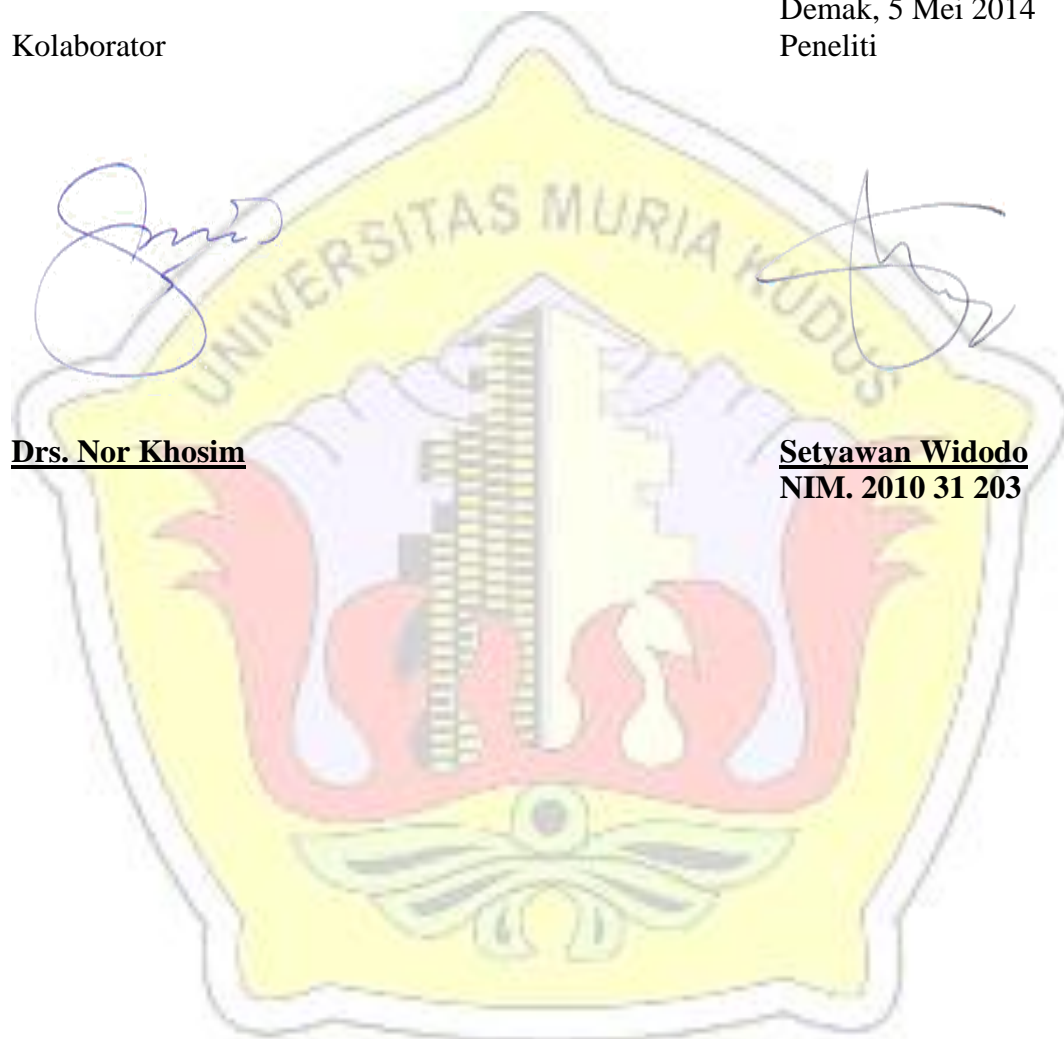 Demak, 5 Mei 2014
Kolaborator
Peneliti
UNIVERSITAS MURIA KUDUS
Drs. Nor Khosim
Setyawan Widodo
NIM. 2010 31 203